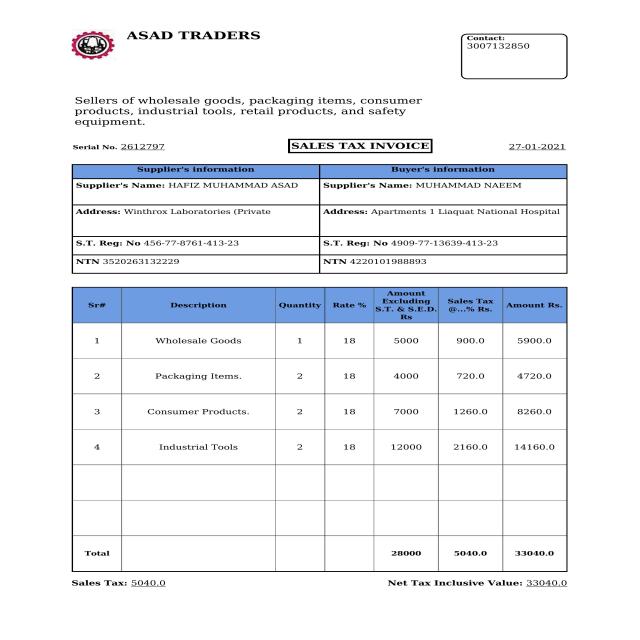 ASAD TRADERS
Contact:
3007132850
Sellers of wholesale goods, packaging items, consumer
products, industrial tools, retail products, and safety
equipment.
Serial No. 2612797 SALES TAX INVOICE 27-01-2021
Supplier's information Buyer's information
Supplier's Name: HAFIZ MUHAMMAD ASAD Supplier's Name: MUHAMMAD NAEEM
Address: Winthrox Laboratories (Private Address: Apartments 1 Liaquat National Hospital
S.T. Reg: No 456-77-8761-413-23 S.T. Reg: No 4909-77-13639-413-23
NTN 3520263132229 NTN 4220101988893
Sr# Description Quantity Rate % Amount Excluding S.T. & S.E.D. Rs Sales Tax @...% Rs. Amount Rs.
1 Wholesale Goods 1 18 5000 900.0 5900.0
2 Packaging Items. 2 18 4000 720.0 4720.0
3 Consumer Products. 2 18 7000 1260.0 8260.0
4 Industrial Tools 2 18 12000 2160.0 14160.0
Total 28000 5040.0 33040.0
Sales Tax: 5040.0 Net Tax Inclusive Value: 33040.0